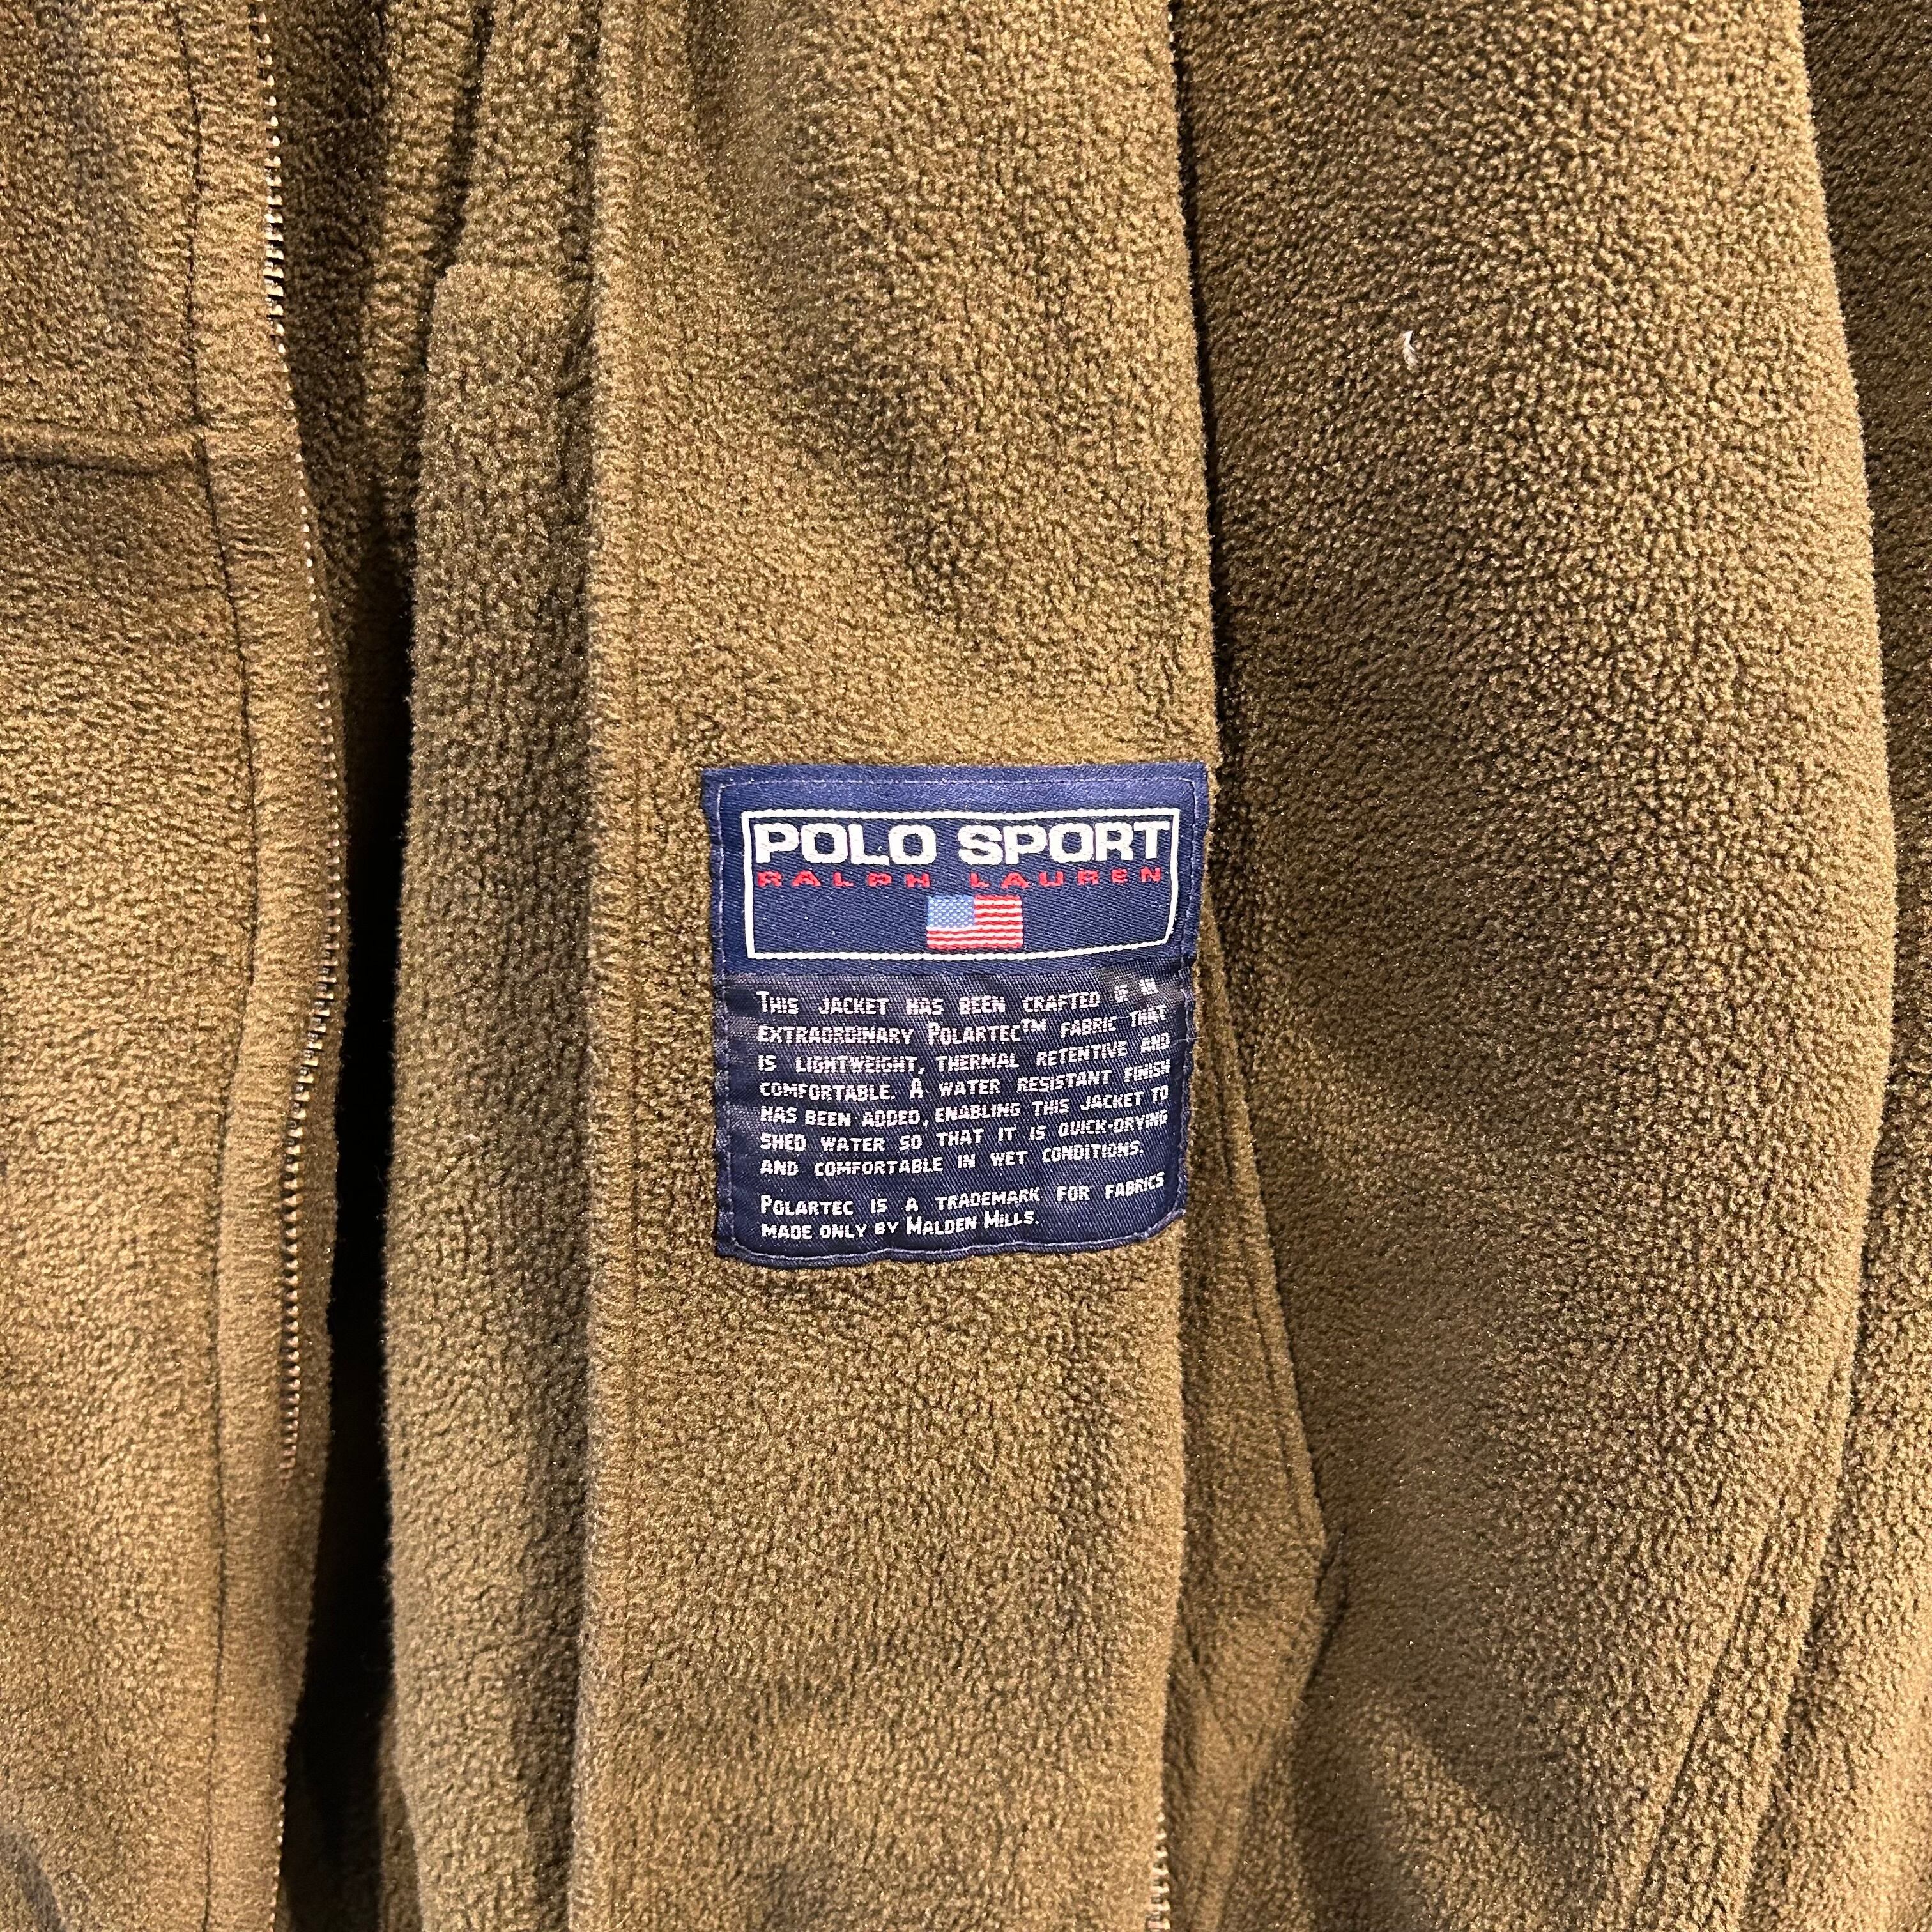 POLO SPORT
RALPH LAUREN
THIS JACKET HAS BEEN CRAFTED OF AN
EXTRAORDINARY POLARTEC™ FABRIC THAT
IS LIGHTWEIGHT, THERMAL RETENTIVE AND
COMFORTABLE. A WATER RESISTANT FINISH
HAS BEEN ADDED, ENABLING THIS JACKET TO
SHED WATER SO THAT IT IS QUICK-DRYING
AND COMFORTABLE IN WET CONDITIONS.
POLARTEC IS A TRADEMARK FOR FABRICS
MADE ONLY BY MALDEN MILLS.